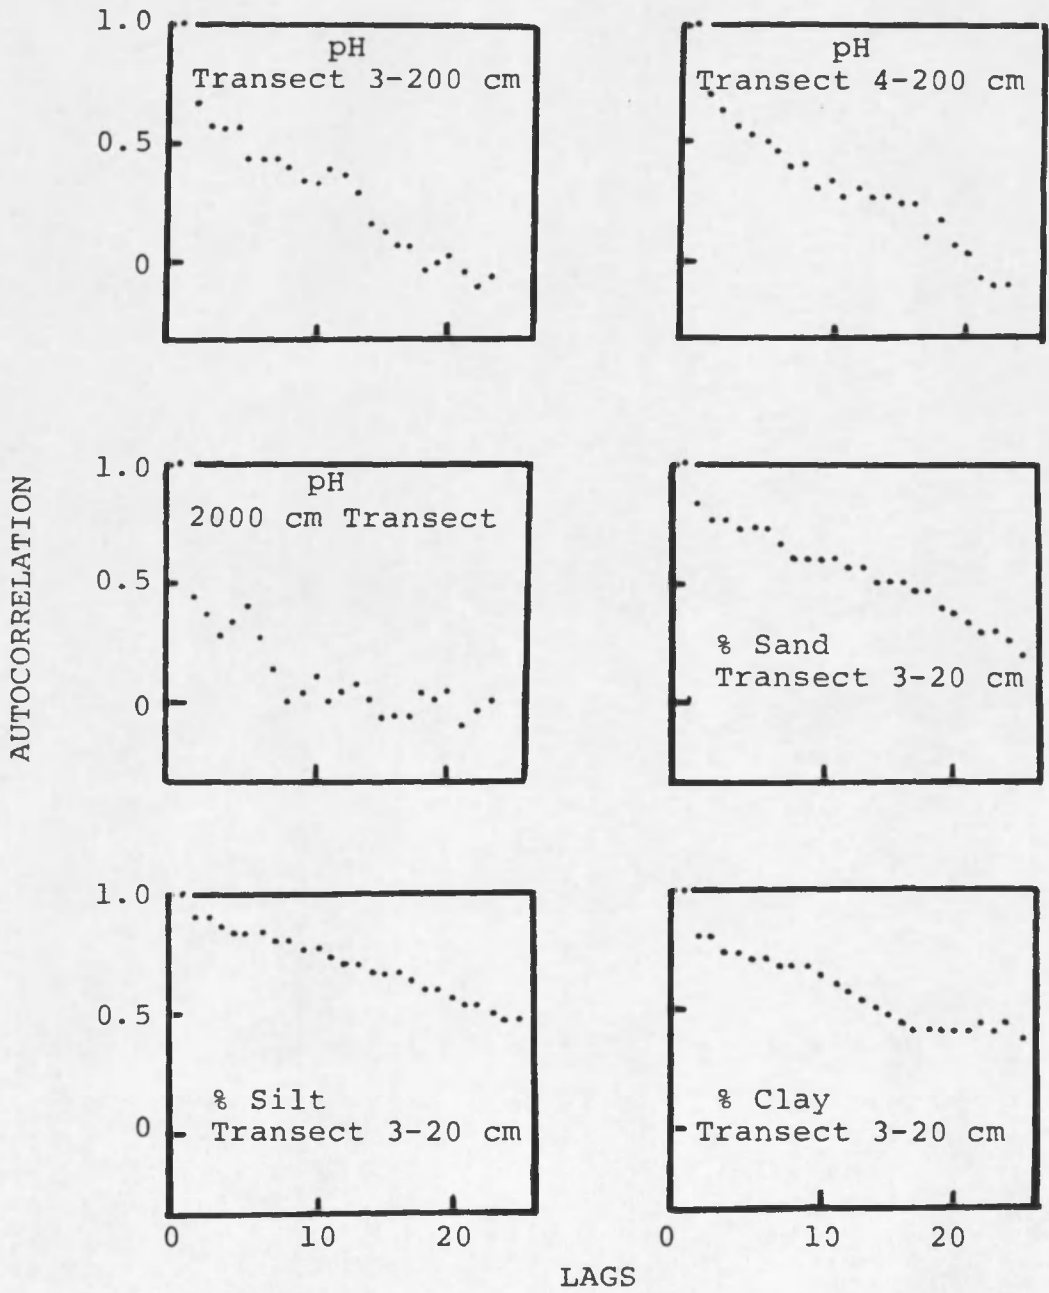 1.0
0.5
0
pH
Transect 3-200 cm
pH
Transect 4-200 cm
AUTOCORRELATION
1.0
0.5
0
pH
2000 cm Transect
% Sand
Transect 3-20 cm
1.0
0.5
0
% Silt
Transect 3-20 cm
% Clay
Transect 3-20 cm
0 10 20
0 10 20
LAGS